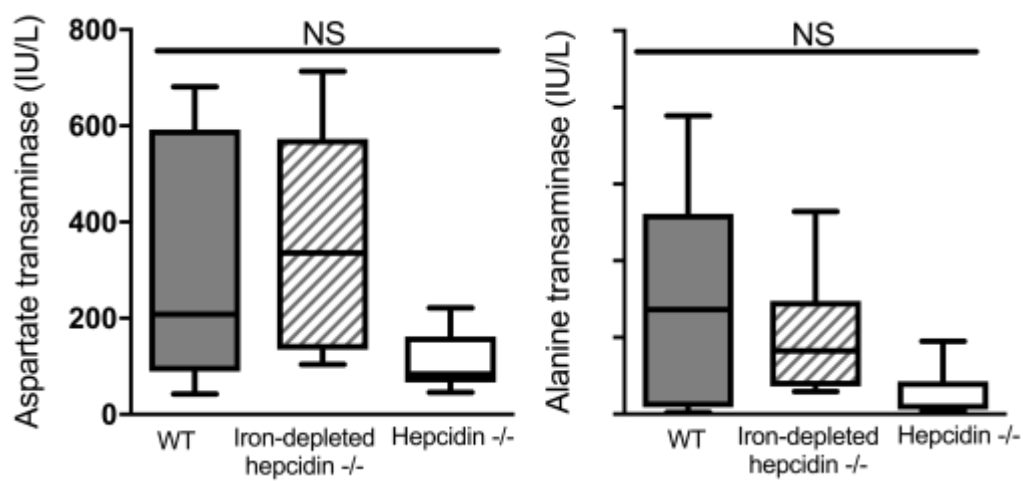 Aspartate transaminase (IU/L)
800
600
400
200
0
NS
WT
Iron-depleted
hepcidin -/-
Hepcidin -/-
Alanine transaminase (IU/L)
NS
WT
Iron-depleted
hepcidin -/-
Hepcidin -/-